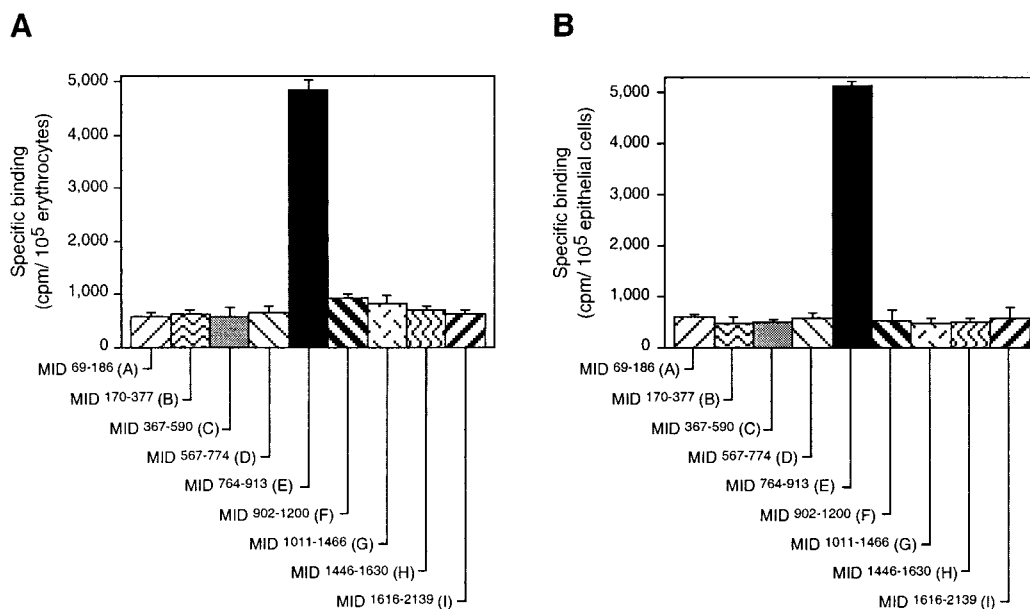 A
Specific binding
(cpm/ 10⁵ erythrocytes)
5,000
4,000
3,000
2,000
1,000
0
MID 69-186 (A)
MID 170-377 (B)
MID 367-590 (C)
MID 567-774 (D)
MID 764-913 (E)
MID 902-1200 (F)
MID 1011-1466 (G)
MID 1446-1630 (H)
MID 1616-2139 (I)
B
Specific binding
(cpm/ 10⁵ epithelial cells)
5,000
4,000
3,000
2,000
1,000
0
MID 69-186 (A)
MID 170-377 (B)
MID 367-590 (C)
MID 567-774 (D)
MID 764-913 (E)
MID 902-1200 (F)
MID 1011-1466 (G)
MID 1446-1630 (H)
MID 1616-2139 (I)